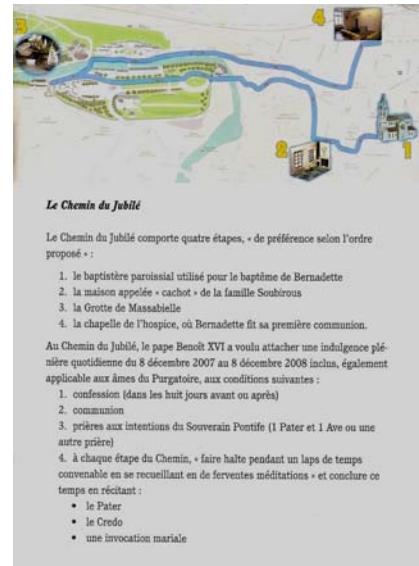 3
4
2
1
Le Chemin du Jubilé
Le Chemin du Jubilé comporte quatre étapes, « de préférence selon l'ordre
proposé » :
1. le baptistère paroissial utilisé pour le baptême de Bernadette
2. la maison appelée « cachot » de la famille Soubirous
3. la Grotte de Massabielle
4. la chapelle de l'hospice, où Bernadette fit sa première communion.
Au Chemin du Jubilé, le pape Benoît XVI a voulu attacher une indulgence plé-
nière quotidienne du 8 décembre 2007 au 8 décembre 2008 inclus, également
applicable aux âmes du Purgatoire, aux conditions suivantes :
1. confession (dans les huit jours avant ou après)
2. communion
3. prières aux intentions du Souverain Pontife (1 Pater et 1 Ave ou une
autre prière)
4. à chaque étape du Chemin, « faire halte pendant un laps de temps
convenable en se recueillant en de ferventes méditations » et conclure ce
temps en récitant :
• le Pater
• le Credo
• une invocation mariale